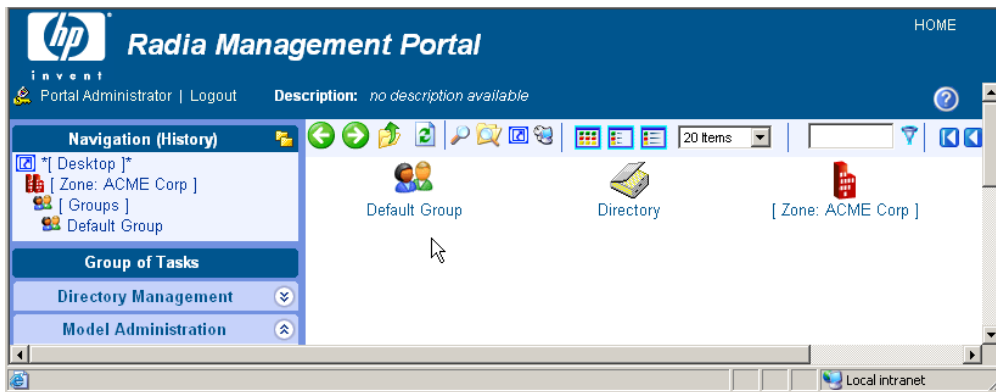 hp
invent
Radia Management Portal
HOME
Portal Administrator | Logout
Description: no description available
Navigation (History)
20 Items
*[ Desktop ]*
[ Zone: ACME Corp ]
[ Groups ]
Default Group
Default Group
Directory
[ Zone: ACME Corp ]
Group of Tasks
Directory Management
Model Administration
Local intranet